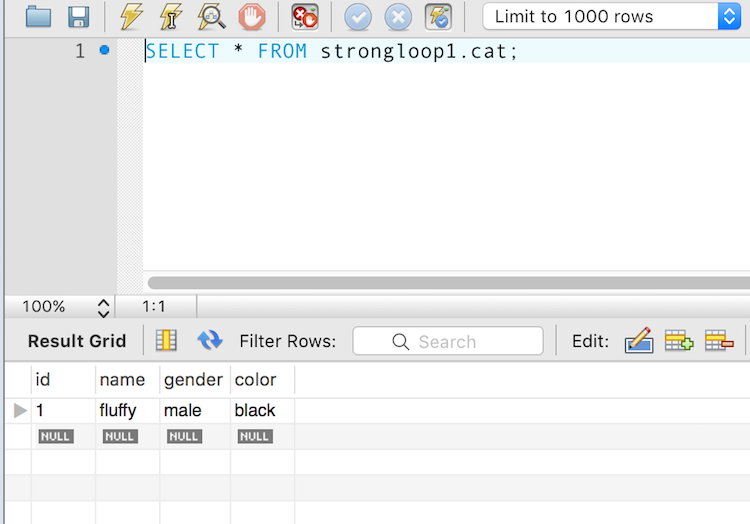 Limit to 1000 rows
1 SELECT * FROM strongloop1.cat;
100% 1:1
Result Grid Filter Rows: Search Edit:
id name gender color
1 fluffy male black
NULL NULL NULL NULL